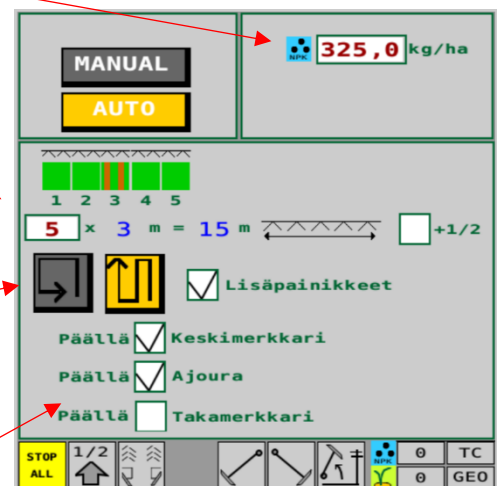 NPK 325,0 kg/ha
MANUAL
AUTO
1 2 3 4 5
5 x 3 m = 15 m +1/2
Lisäpainikkeet
Päällä Keskimerkkari
Päällä Ajoura
Päällä Takamerkkari
STOP ALL 1/2 NPK 0 TC
0 GEO